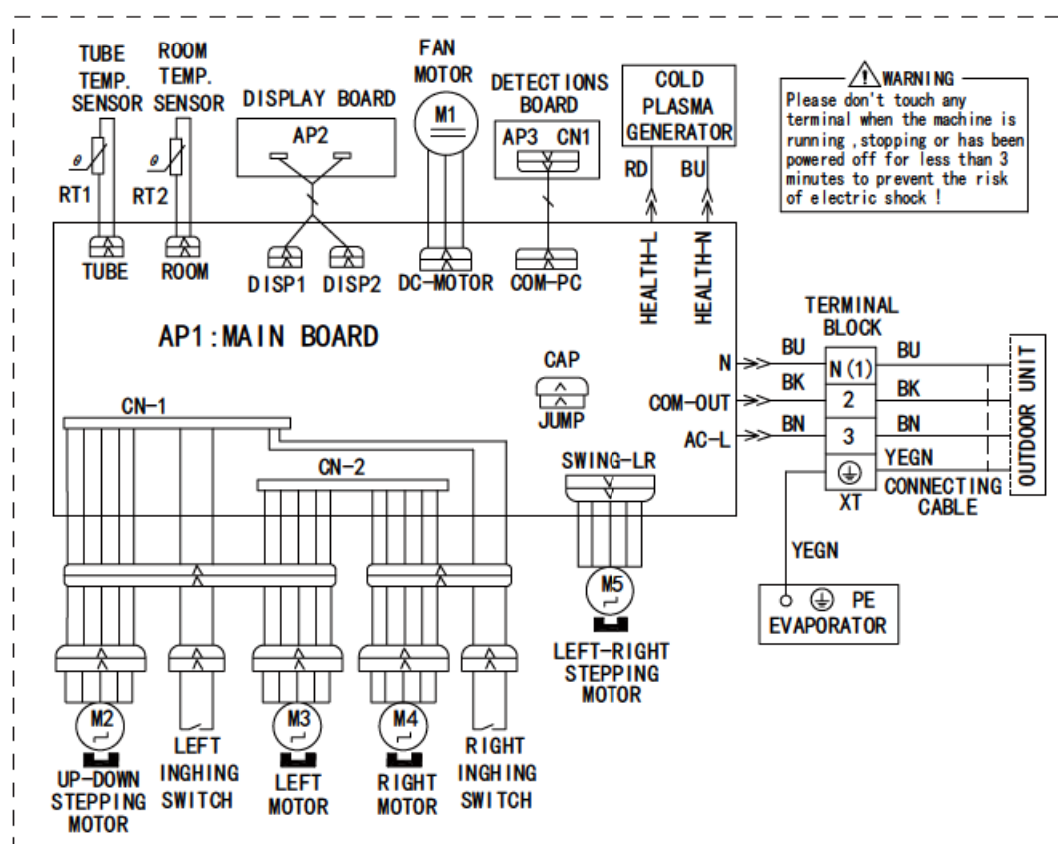 TUBE
TEMP.
SENSOR
ROOM
TEMP.
SENSOR
DISPLAY BOARD
AP2
FAN
MOTOR
M1
DETECTIONS
BOARD
AP3 CN1
COLD
PLASMA
GENERATOR
WARNING
Please don't touch any
terminal when the machine is
running ,stopping or has been
powered off for less than 3
minutes to prevent the risk
of electric shock !
θ
RT1
θ
RT2
RD
BU
TUBE
ROOM
DISP1
DISP2
DC-MOTOR
COM-PC
HEALTH-L
HEALTH-N
AP1:MAIN BOARD
CAP
JUMP
N
COM-OUT
AC-L
BU
BK
BN
TERMINAL
BLOCK
N(1)
2
3
XT
BU
BK
BN
YEGN
CONNECTING
CABLE
OUTDOOR UNIT
CN-1
CN-2
SWING-LR
YEGN
PE
EVAPORATOR
M5
LEFT-RIGHT
STEPPING
MOTOR
M2
UP-DOWN
STEPPING
MOTOR
LEFT
INGHING
SWITCH
M3
LEFT
MOTOR
M4
RIGHT
MOTOR
RIGHT
INGHING
SWITCH